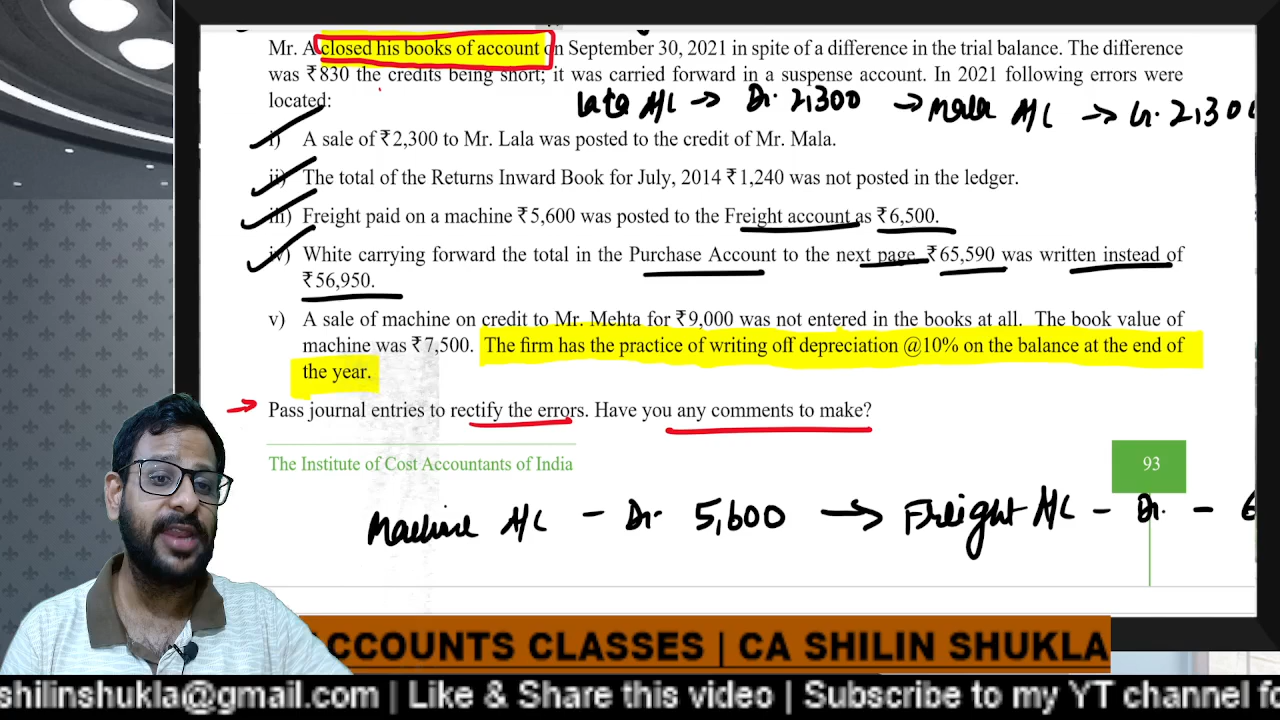 Mr. A closed his books of account on September 30, 2021 in spite of a difference in the trial balance. The difference
was ₹830 the credits being short; it was carried forward in a suspense account. In 2021 following errors were
located:
Lala A/c → Dr. 2,300 → Mala A/c → Cr. 2,300
i) A sale of ₹2,300 to Mr. Lala was posted to the credit of Mr. Mala.
ii) The total of the Returns Inward Book for July, 2014 ₹1,240 was not posted in the ledger.
iii) Freight paid on a machine ₹5,600 was posted to the Freight account as ₹6,500.
iv) White carrying forward the total in the Purchase Account to the next page, ₹65,590 was written instead of
₹56,950.
v) A sale of machine on credit to Mr. Mehta for ₹9,000 was not entered in the books at all. The book value of
machine was ₹7,500. The firm has the practice of writing off depreciation @10% on the balance at the end of
the year.
Pass journal entries to rectify the errors. Have you any comments to make?
The Institute of Cost Accountants of India
93
Machine A/c - Dr. 5,600 → Freight A/c - Dr. -
CCOUNTS CLASSES | CA SHILIN SHUKLA
shilinshukla@gmail.com | Like & Share this video | Subscribe to my YT channel